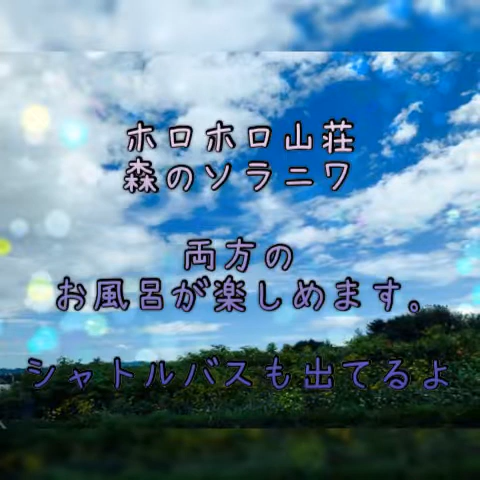 ホロホロ山荘
森のソラニワ
両方の
お風呂が楽しめます。
シャトルバスも出てるよ